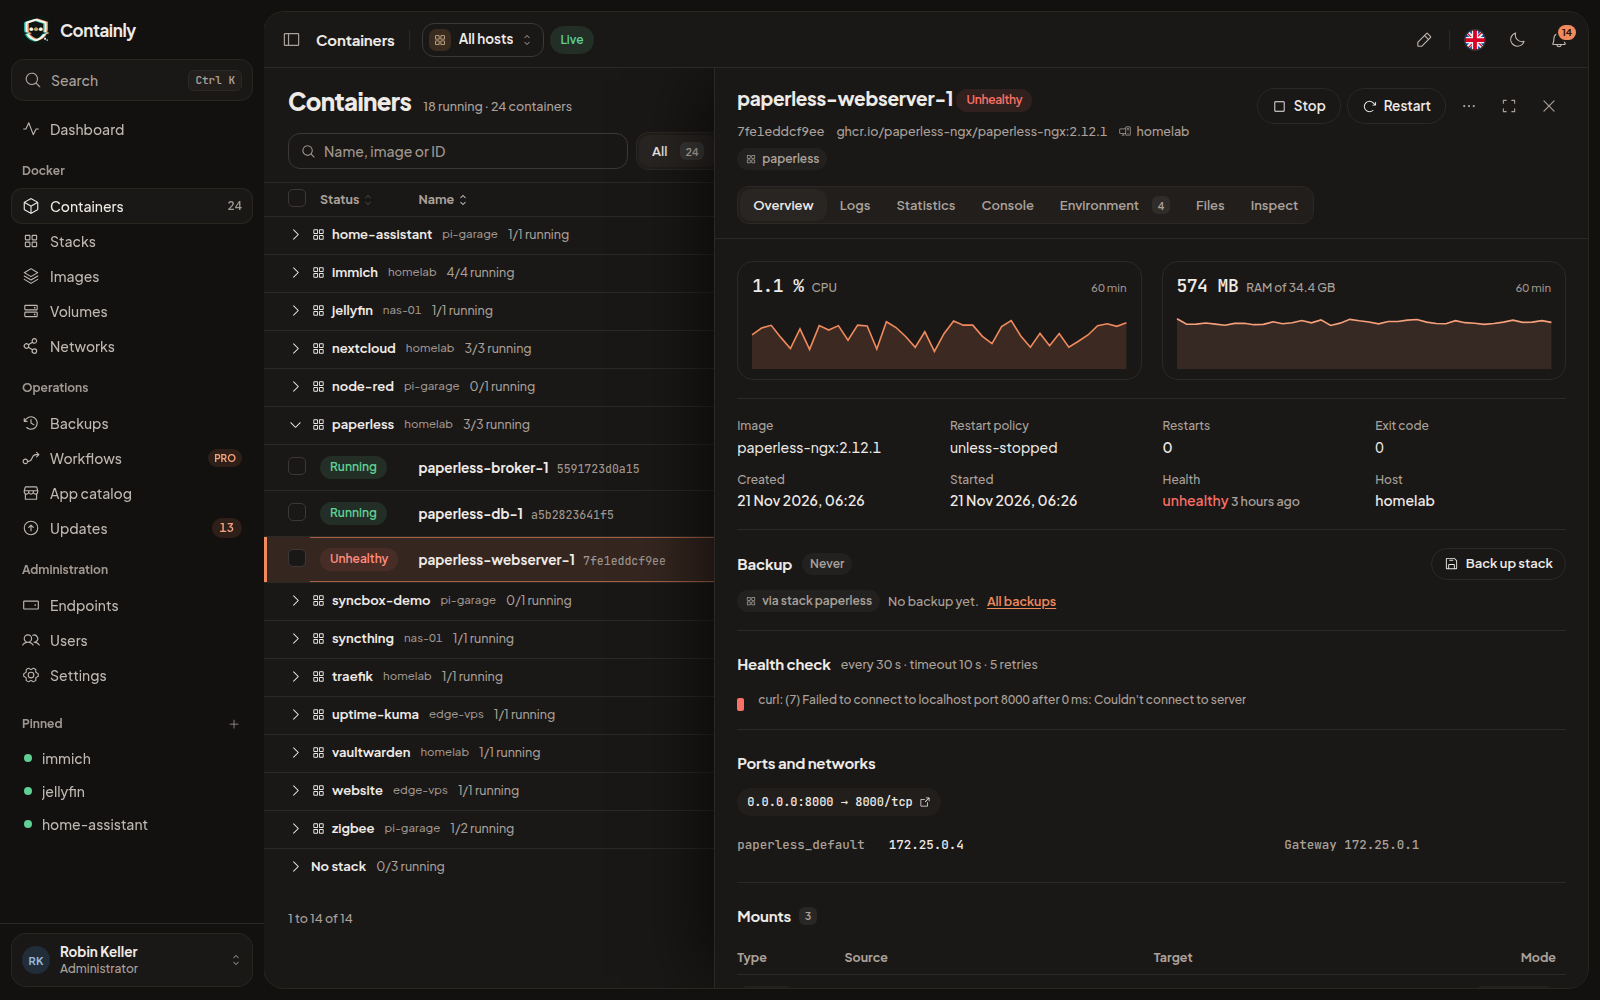 Containly
Search Ctrl K
Dashboard
Docker
Containers 24
Stacks
Images
Volumes
Networks
Operations
Backups
Workflows PRO
App catalog
Updates 13
Administration
Endpoints
Users
Settings
Pinned
immich
jellyfin
home-assistant
RK Robin Keller
Administrator
Containers All hosts Live 14
Containers 18 running · 24 containers
Name, image or ID All 24
Status Name
home-assistant pi-garage 1/1 running
immich homelab 4/4 running
jellyfin nas-01 1/1 running
nextcloud homelab 3/3 running
node-red pi-garage 0/1 running
paperless homelab 3/3 running
Running paperless-broker-1 5591723d0a15
Running paperless-db-1 a5b2823641f5
Unhealthy paperless-webserver-1 7fe1eddcf9ee
syncbox-demo pi-garage 0/1 running
syncthing nas-01 1/1 running
traefik homelab 1/1 running
uptime-kuma edge-vps 1/1 running
vaultwarden homelab 1/1 running
website edge-vps 1/1 running
zigbee pi-garage 1/2 running
No stack 0/3 running
1 to 14 of 14
paperless-webserver-1 Unhealthy Stop Restart
7fe1eddcf9ee ghcr.io/paperless-ngx/paperless-ngx:2.12.1 homelab
paperless
Overview Logs Statistics Console Environment 4 Files Inspect
1.1 % CPU 60 min
574 MB RAM of 34.4 GB 60 min
Image Restart policy Restarts Exit code
paperless-ngx:2.12.1 unless-stopped 0 0
Created Started Health Host
21 Nov 2026, 06:26 21 Nov 2026, 06:26 unhealthy 3 hours ago homelab
Backup Never Back up stack
via stack paperless No backup yet. All backups
Health check every 30 s · timeout 10 s · 5 retries
curl: (7) Failed to connect to localhost port 8000 after 0 ms: Couldn't connect to server
Ports and networks
0.0.0.0:8000 → 8000/tcp
paperless_default 172.25.0.4 Gateway 172.25.0.1
Mounts 3
Type Source Target Mode